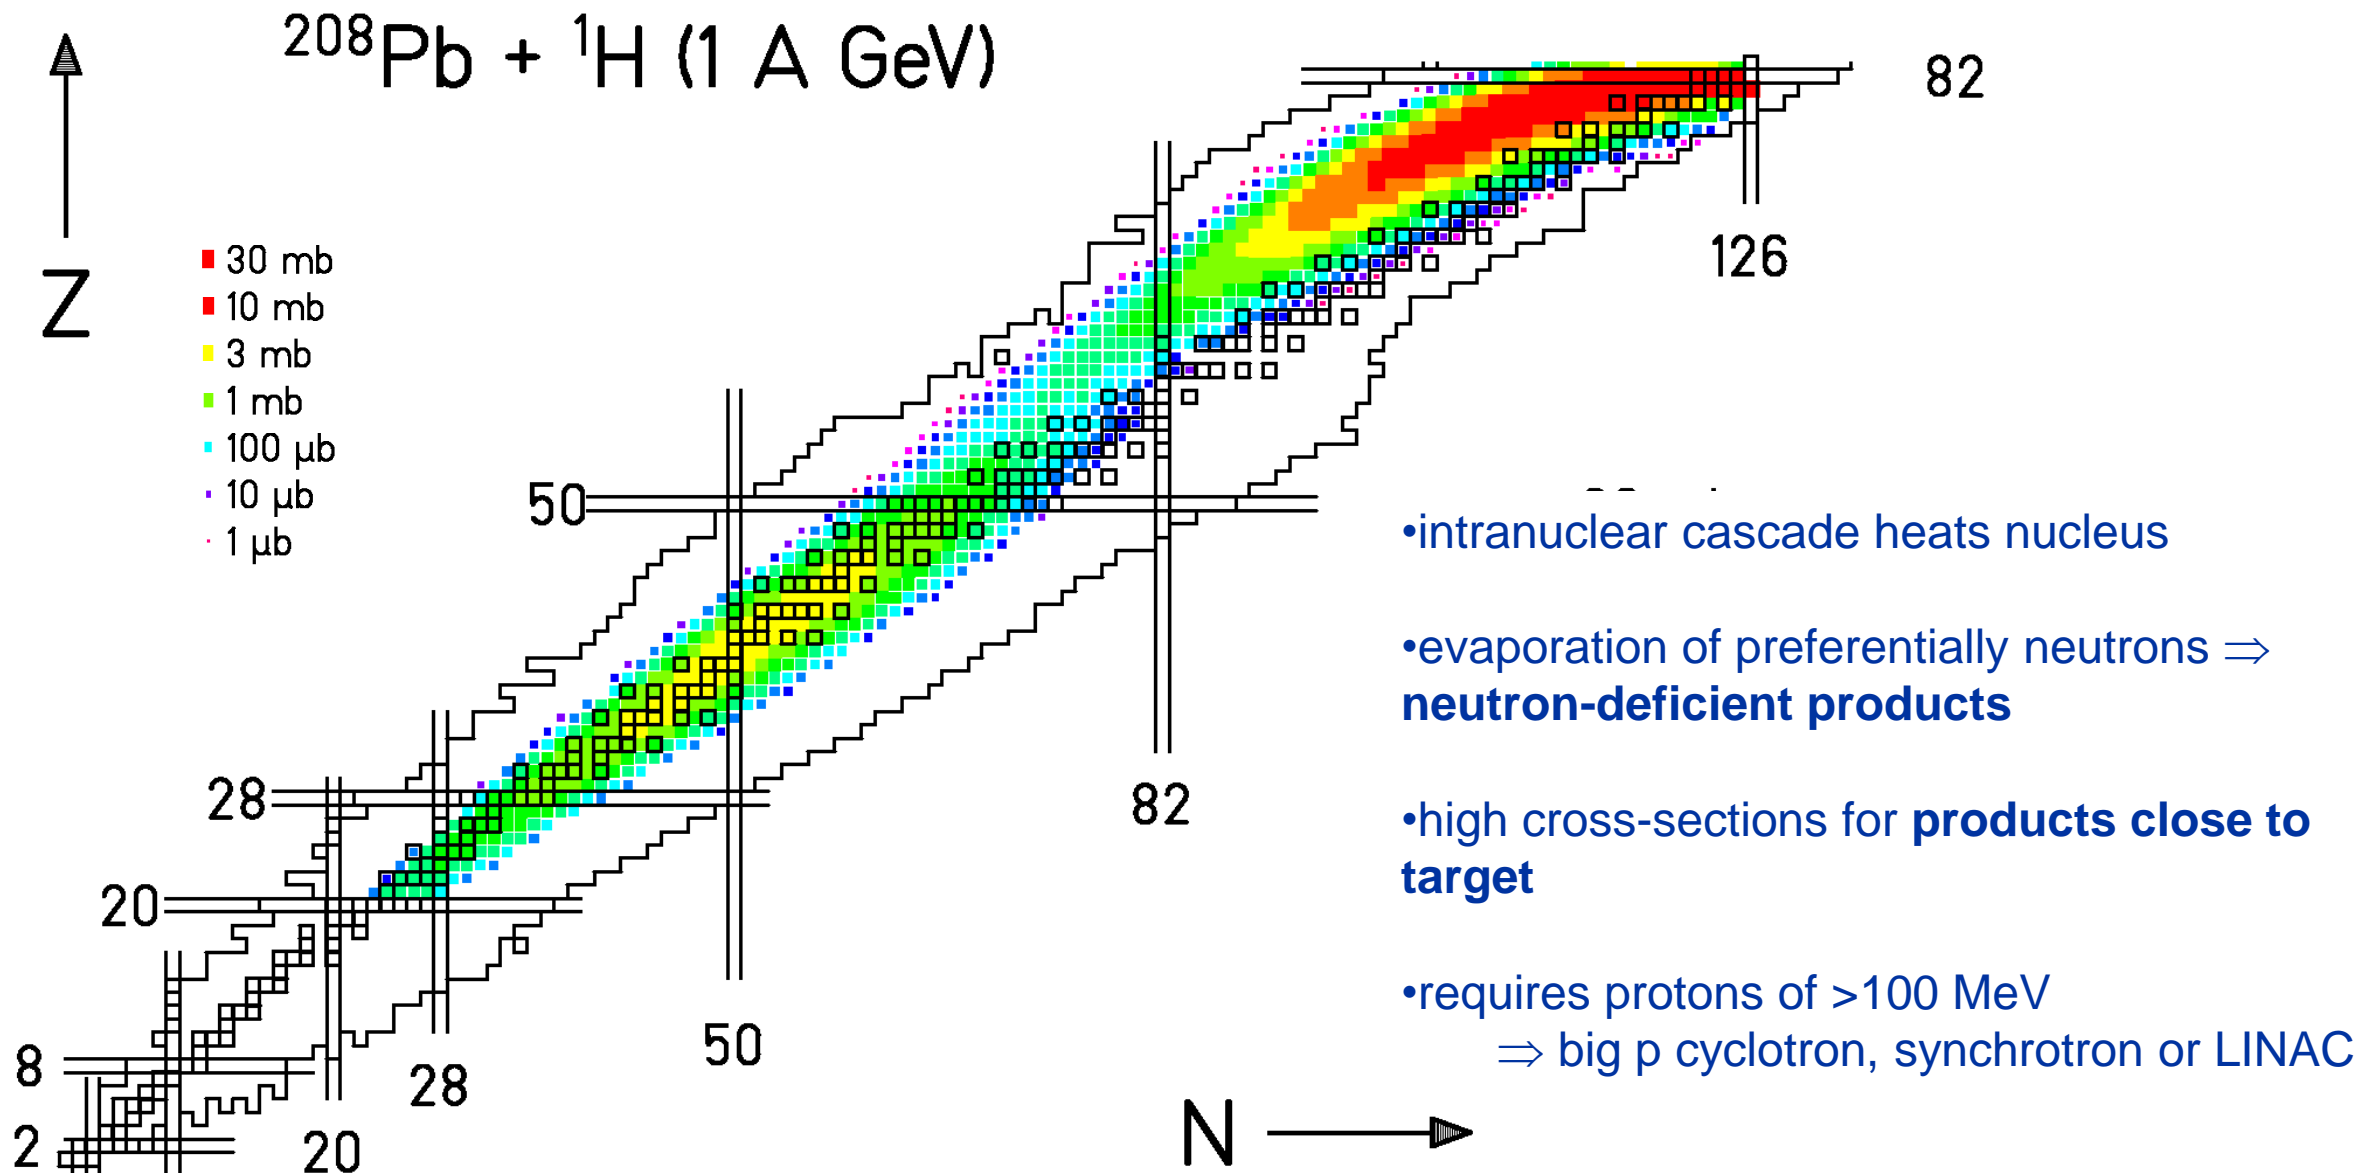 ²⁰⁸Pb + ¹H (1 A GeV)
82
Z
30 mb
10 mb
3 mb
1 mb
100 µb
10 µb
1 µb
126
50
•intranuclear cascade heats nucleus
•evaporation of preferentially neutrons ⇒
neutron-deficient products
28
82
•high cross-sections for products close to
target
20
•requires protons of >100 MeV
⇒ big p cyclotron, synchrotron or LINAC
50
8
28
N
2
20